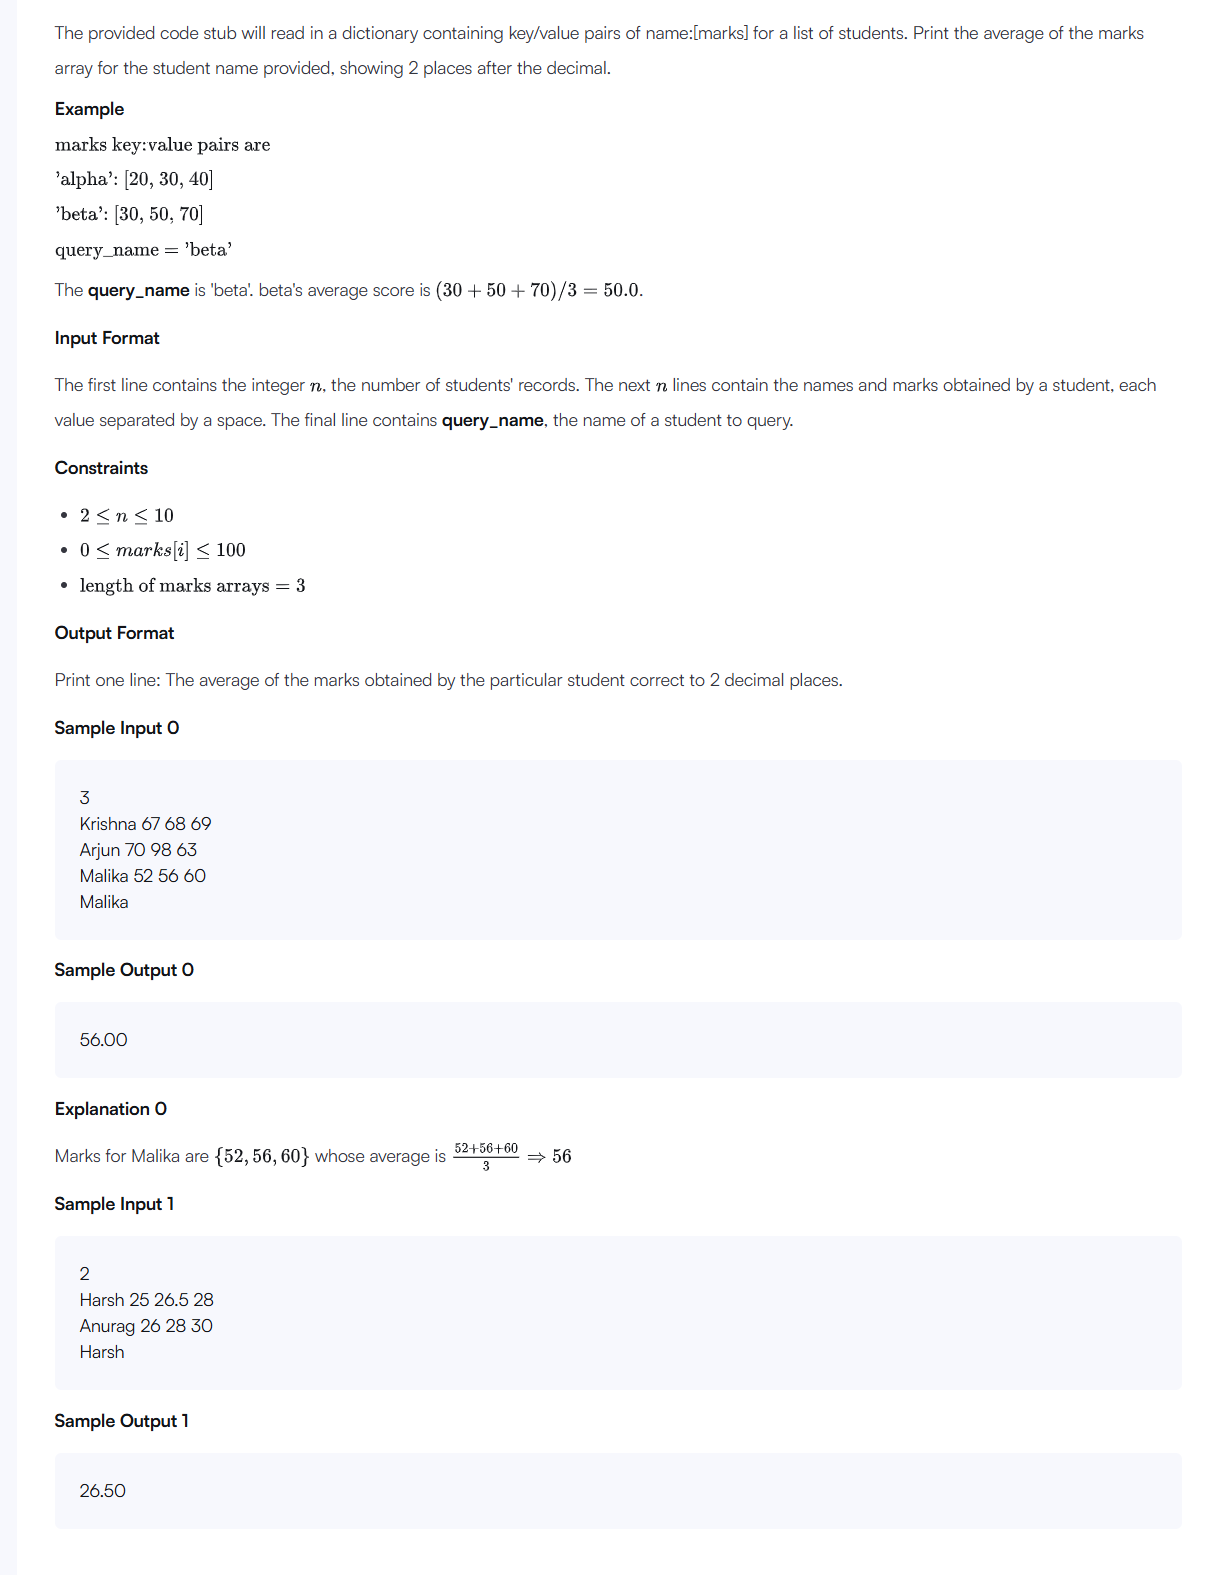 The provided code stub will read in a dictionary containing key/value pairs of name:[marks] for a list of students. Print the average of the marks
array for the student name provided, showing 2 places after the decimal.
Example
marks key:value pairs are
’alpha’: [20, 30, 40]
’beta’: [30, 50, 70]
query_name = ’beta’
The query_name is 'beta'. beta's average score is (30 + 50 + 70)/3 = 50.0.
Input Format
The first line contains the integer n, the number of students' records. The next n lines contain the names and marks obtained by a student, each
value separated by a space. The final line contains query_name, the name of a student to query.
Constraints
• 2 ≤ n ≤ 10
• 0 ≤ marks[i] ≤ 100
• length of marks arrays = 3
Output Format
Print one line: The average of the marks obtained by the particular student correct to 2 decimal places.
Sample Input 0
3
Krishna 67 68 69
Arjun 70 98 63
Malika 52 56 60
Malika
Sample Output 0
56.00
Explanation 0
Marks for Malika are {52, 56, 60} whose average is (52+56+60)/3 ⇒ 56
Sample Input 1
2
Harsh 25 26.5 28
Anurag 26 28 30
Harsh
Sample Output 1
26.50